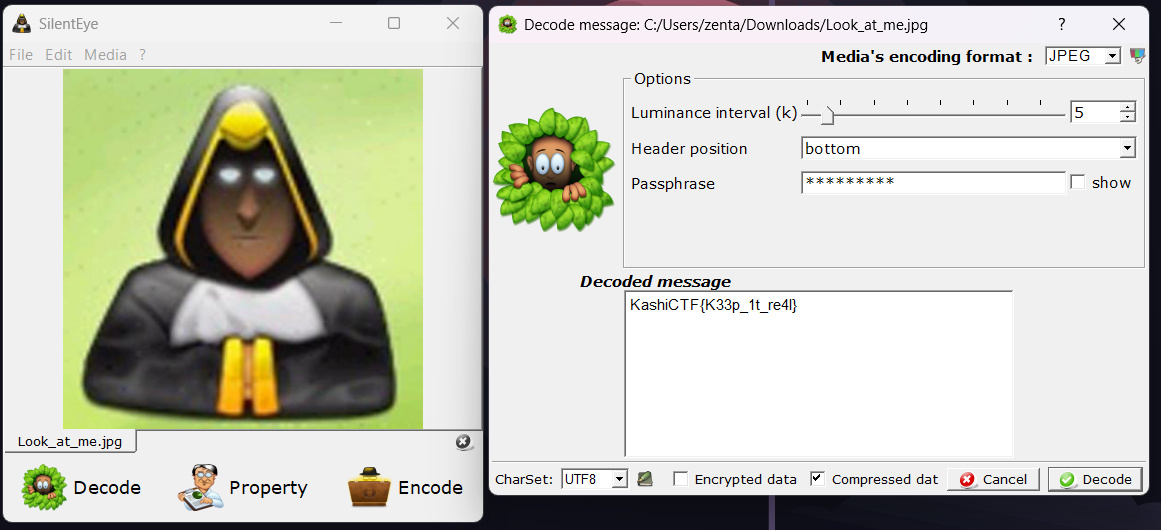 SilentEye
File Edit Media ?
Look_at_me.jpg
Decode
Property
Encode
Decode message: C:/Users/zenta/Downloads/Look_at_me.jpg
?
Media's encoding format : JPEG
Options
Luminance interval (k) 5
Header position bottom
Passphrase ********* show
Decoded message
KashiCTF{K33p_1t_re4l}
CharSet: UTF8 Encrypted data Compressed dat Cancel Decode